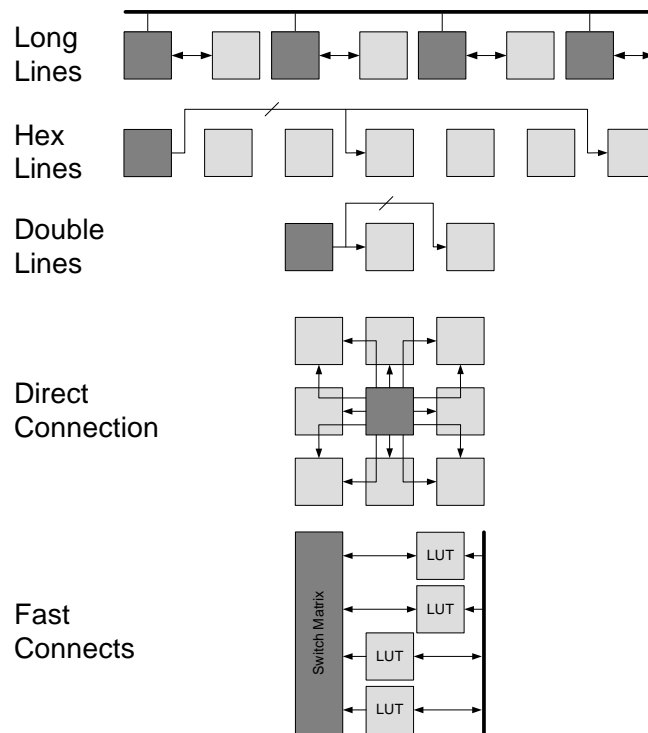 Long
Lines
Hex
Lines
Double
Lines
Direct
Connection
Fast
Connects
Switch Matrix
LUT
LUT
LUT
LUT